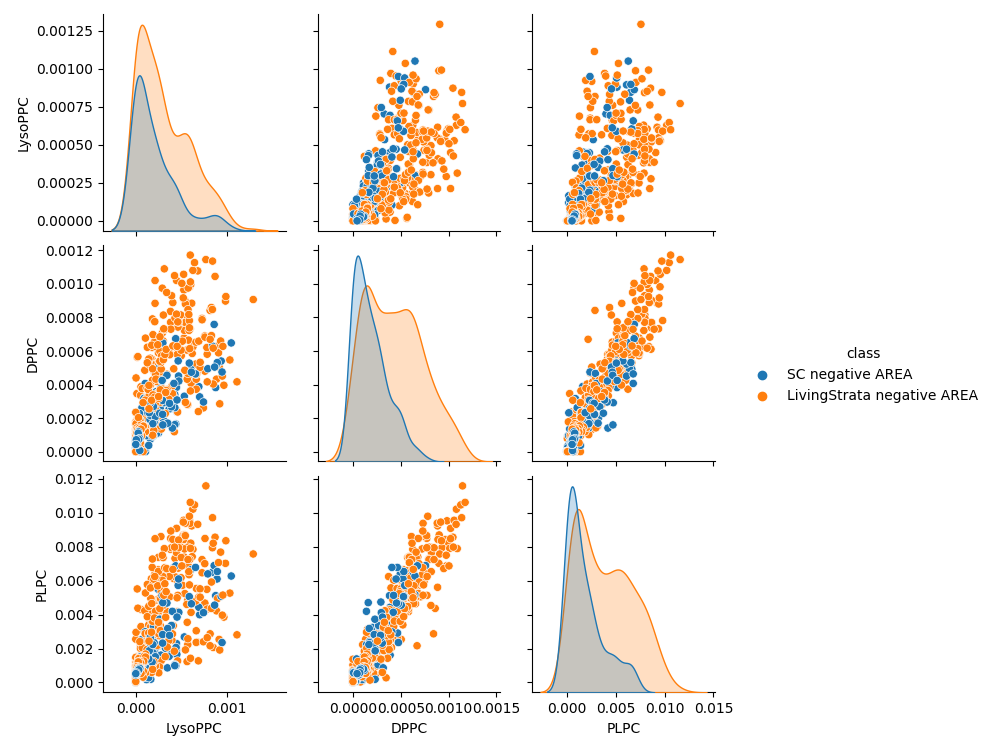 0.00125
0.00100
0.00075
0.00050
0.00025
0.00000
LysoPPC
0.0012
0.0010
0.0008
0.0006
0.0004
0.0002
0.0000
DPPC
class
SC negative AREA
LivingStrata negative AREA
0.012
0.010
0.008
0.006
0.004
0.002
0.000
PLPC
0.000 0.001
LysoPPC
0.0000 0.0005 0.0010 0.0015
DPPC
0.000 0.005 0.010 0.015
PLPC